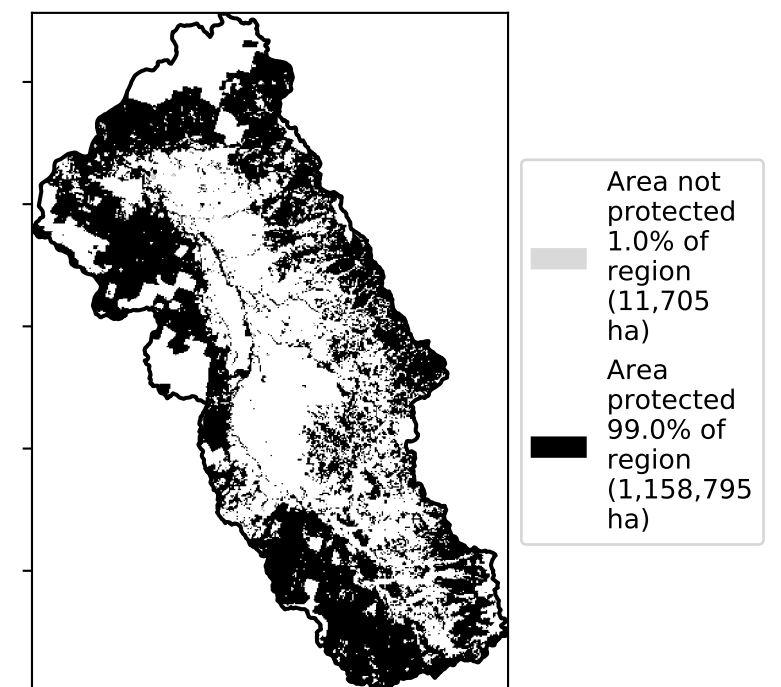 Area not
protected
1.0% of
region
(11,705
ha)
Area
protected
99.0% of
region
(1,158,795
ha)